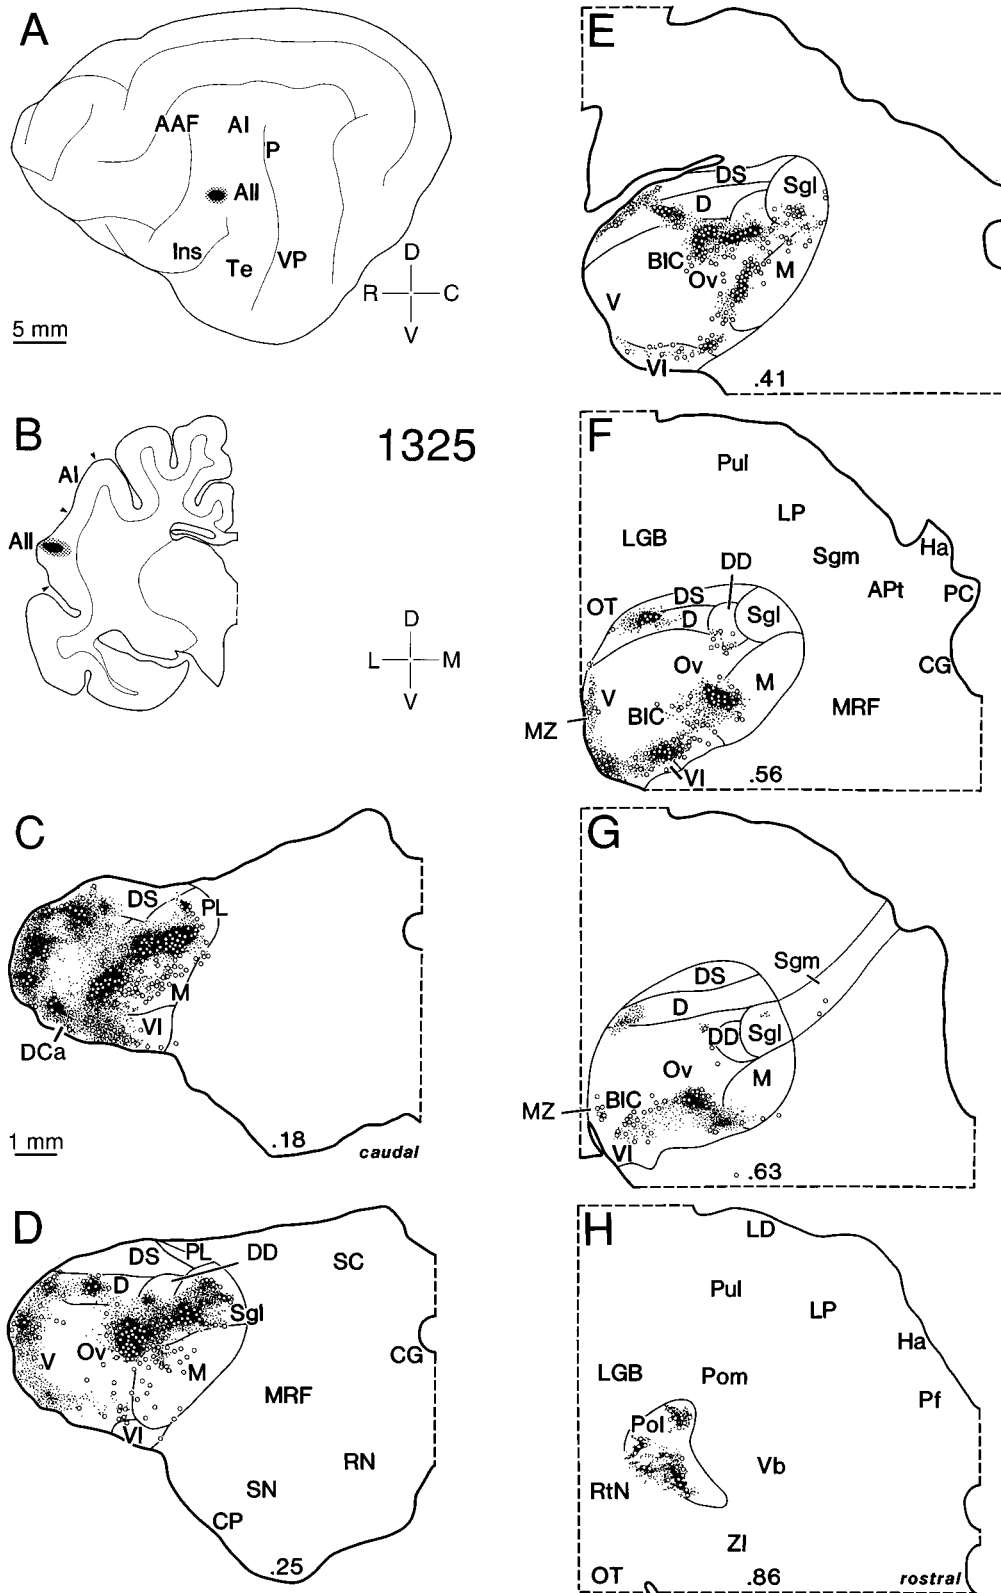 A
AAF
AI
P
AII
Ins
Te
VP
D
R
C
V
5 mm
B
1325
AI
AII
D
L
M
V
C
DS
PL
M
VI
DCa
1 mm
.18
caudal
D
DS
PL
DD
SC
D
Sgl
Ov
V
M
CG
MRF
VI
RN
SN
CP
.25
E
DS
Sgl
D
BIC
Ov
M
V
VI
.41
F
Pul
LP
LGB
Sgm
Ha
DD
APt
PC
OT
DS
D
Sgl
Ov
M
CG
V
BIC
MRF
MZ
VI
.56
G
Sgm
DS
D
DD
Sgl
Ov
M
MZ
BIC
VI
.63
H
LD
Pul
LP
Ha
LGB
Pom
Pf
Pol
Vb
RtN
ZI
OT
.86
rostral